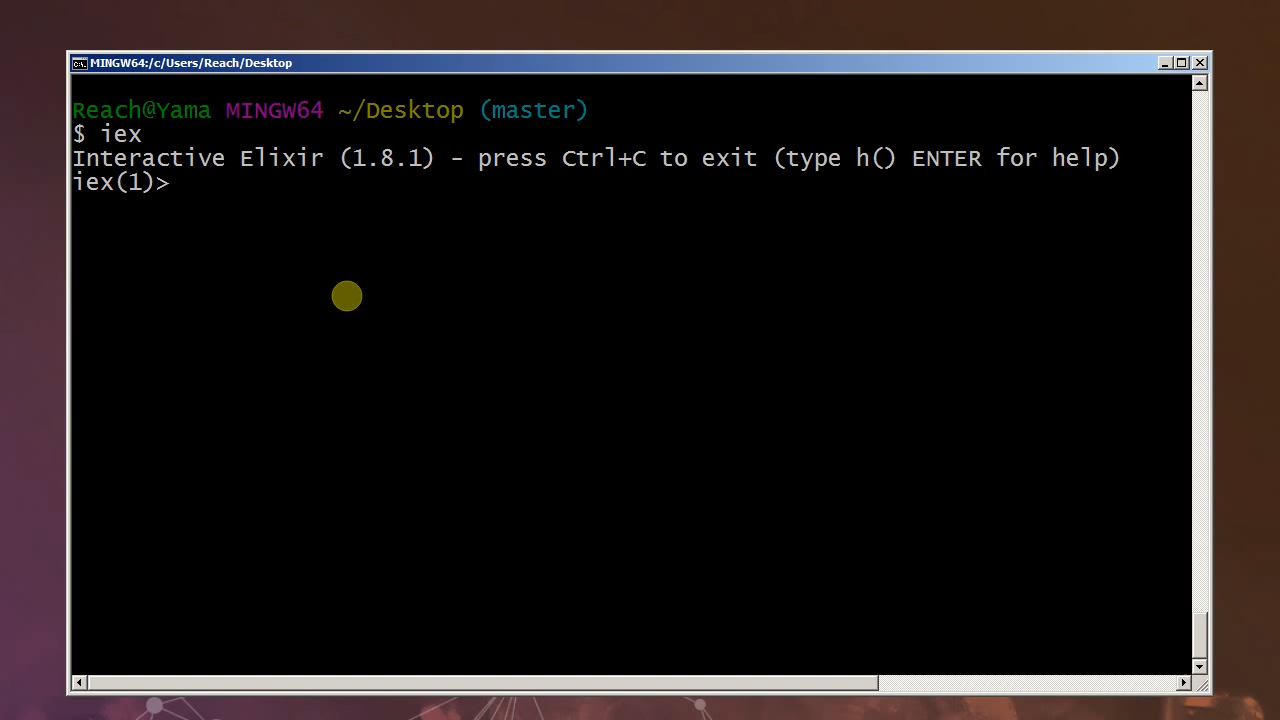 MINGW64:/c/Users/Reach/Desktop
Reach@Yama MINGW64 ~/Desktop (master)
$ iex
Interactive Elixir (1.8.1) - press Ctrl+C to exit (type h() ENTER for help)
iex(1)>